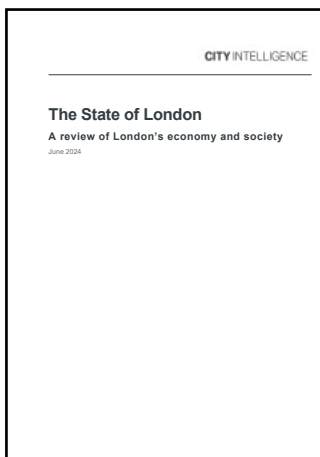 CITY INTELLIGENCE
The State of London
A review of London's economy and society
June 2024